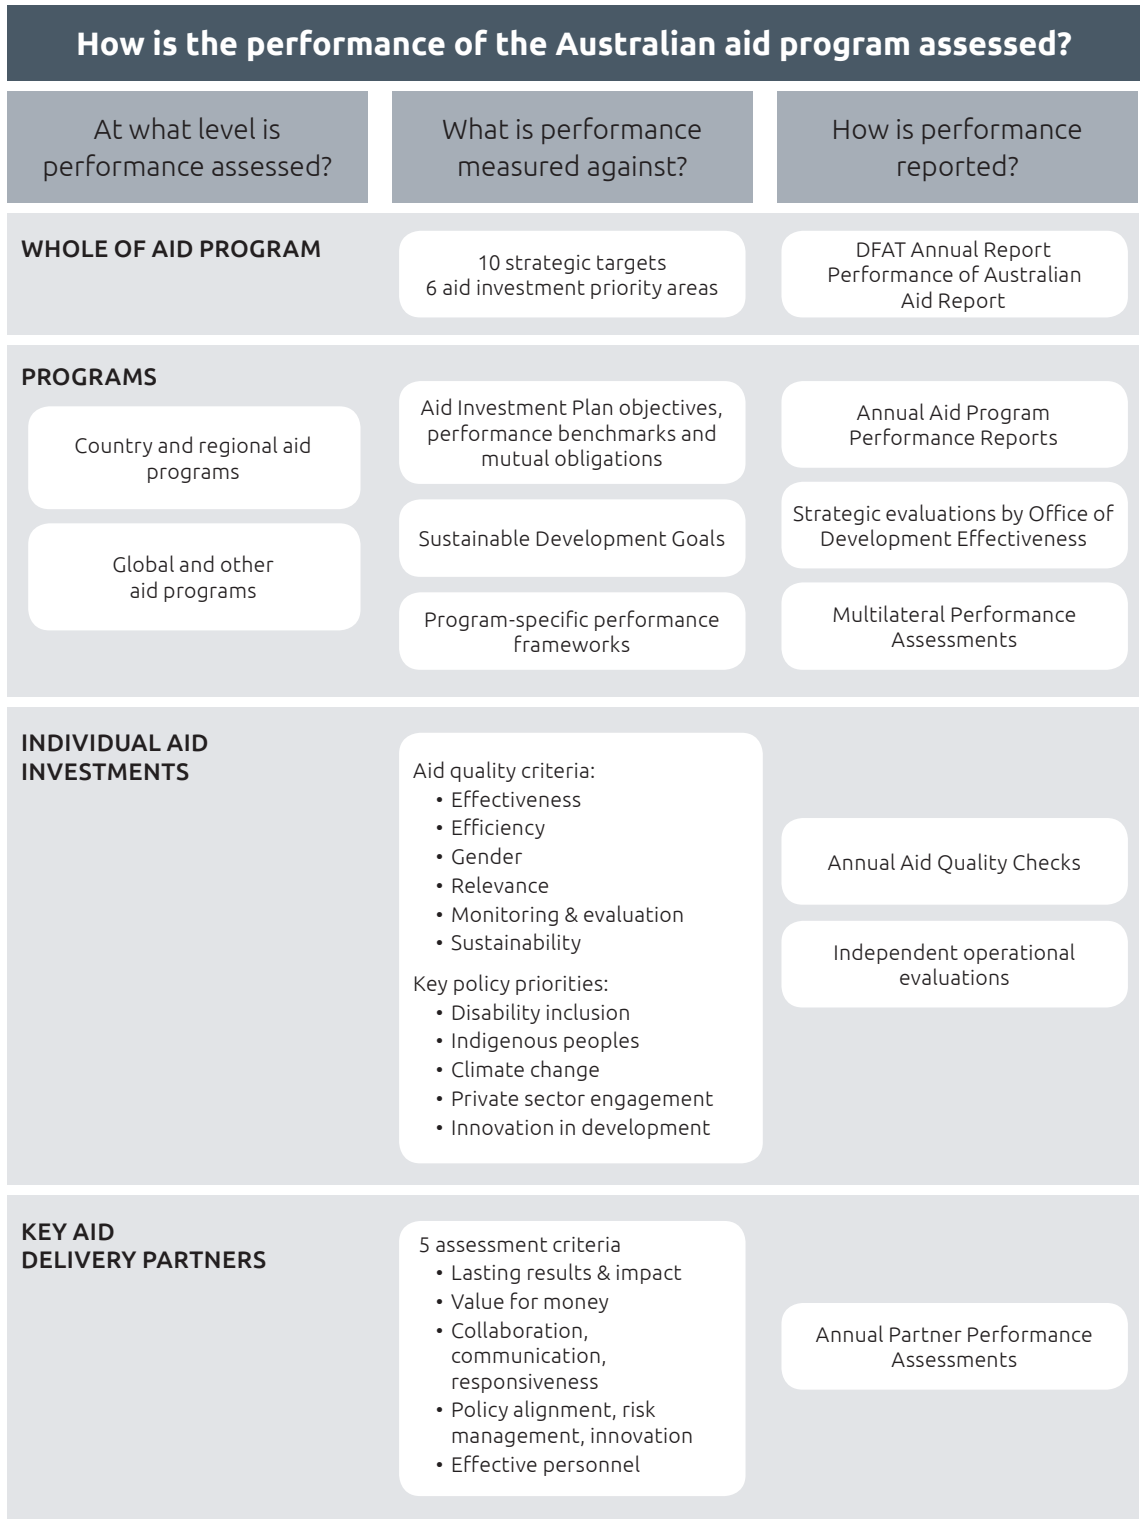 How is the performance of the Australian aid program assessed?
At what level is
performance assessed?
What is performance
measured against?
How is performance
reported?
WHOLE OF AID PROGRAM
10 strategic targets
6 aid investment priority areas
DFAT Annual Report
Performance of Australian
Aid Report
PROGRAMS
Country and regional aid
programs
Global and other
aid programs
Aid Investment Plan objectives,
performance benchmarks and
mutual obligations
Sustainable Development Goals
Program-specific performance
frameworks
Annual Aid Program
Performance Reports
Strategic evaluations by Office of
Development Effectiveness
Multilateral Performance
Assessments
INDIVIDUAL AID
INVESTMENTS
Aid quality criteria:
• Effectiveness
• Efficiency
• Gender
• Relevance
• Monitoring & evaluation
• Sustainability
Key policy priorities:
• Disability inclusion
• Indigenous peoples
• Climate change
• Private sector engagement
• Innovation in development
Annual Aid Quality Checks
Independent operational
evaluations
KEY AID
DELIVERY PARTNERS
5 assessment criteria
• Lasting results & impact
• Value for money
• Collaboration,
communication,
responsiveness
• Policy alignment, risk
management, innovation
• Effective personnel
Annual Partner Performance
Assessments